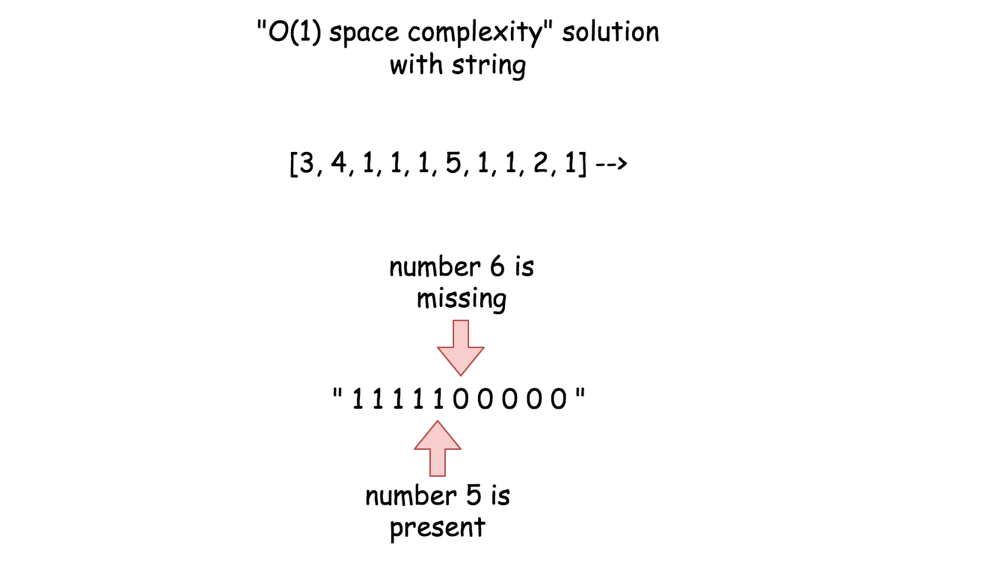 "O(1) space complexity" solution
with string
[3, 4, 1, 1, 1, 5, 1, 1, 2, 1] -->
number 6 is
missing
" 1 1 1 1 1 0 0 0 0 0 "
number 5 is
present